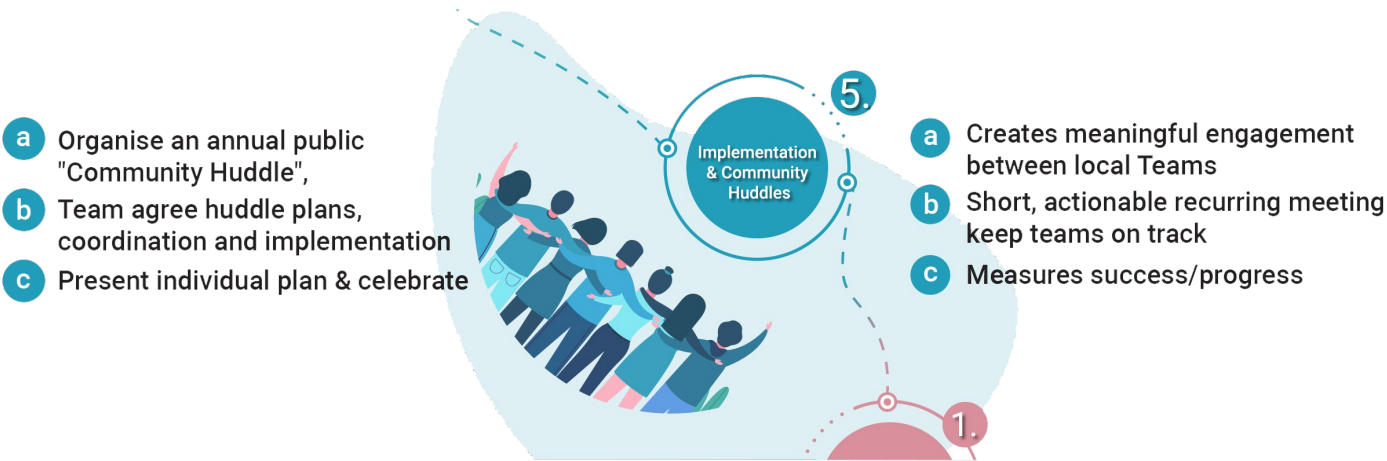 a Organise an annual public
"Community Huddle",
b Team agree huddle plans,
coordination and implementation
c Present individual plan & celebrate
Implementation
& Community
Huddles
5.
a Creates meaningful engagement
between local Teams
b Short, actionable recurring meeting
keep teams on track
c Measures success/progress
1.